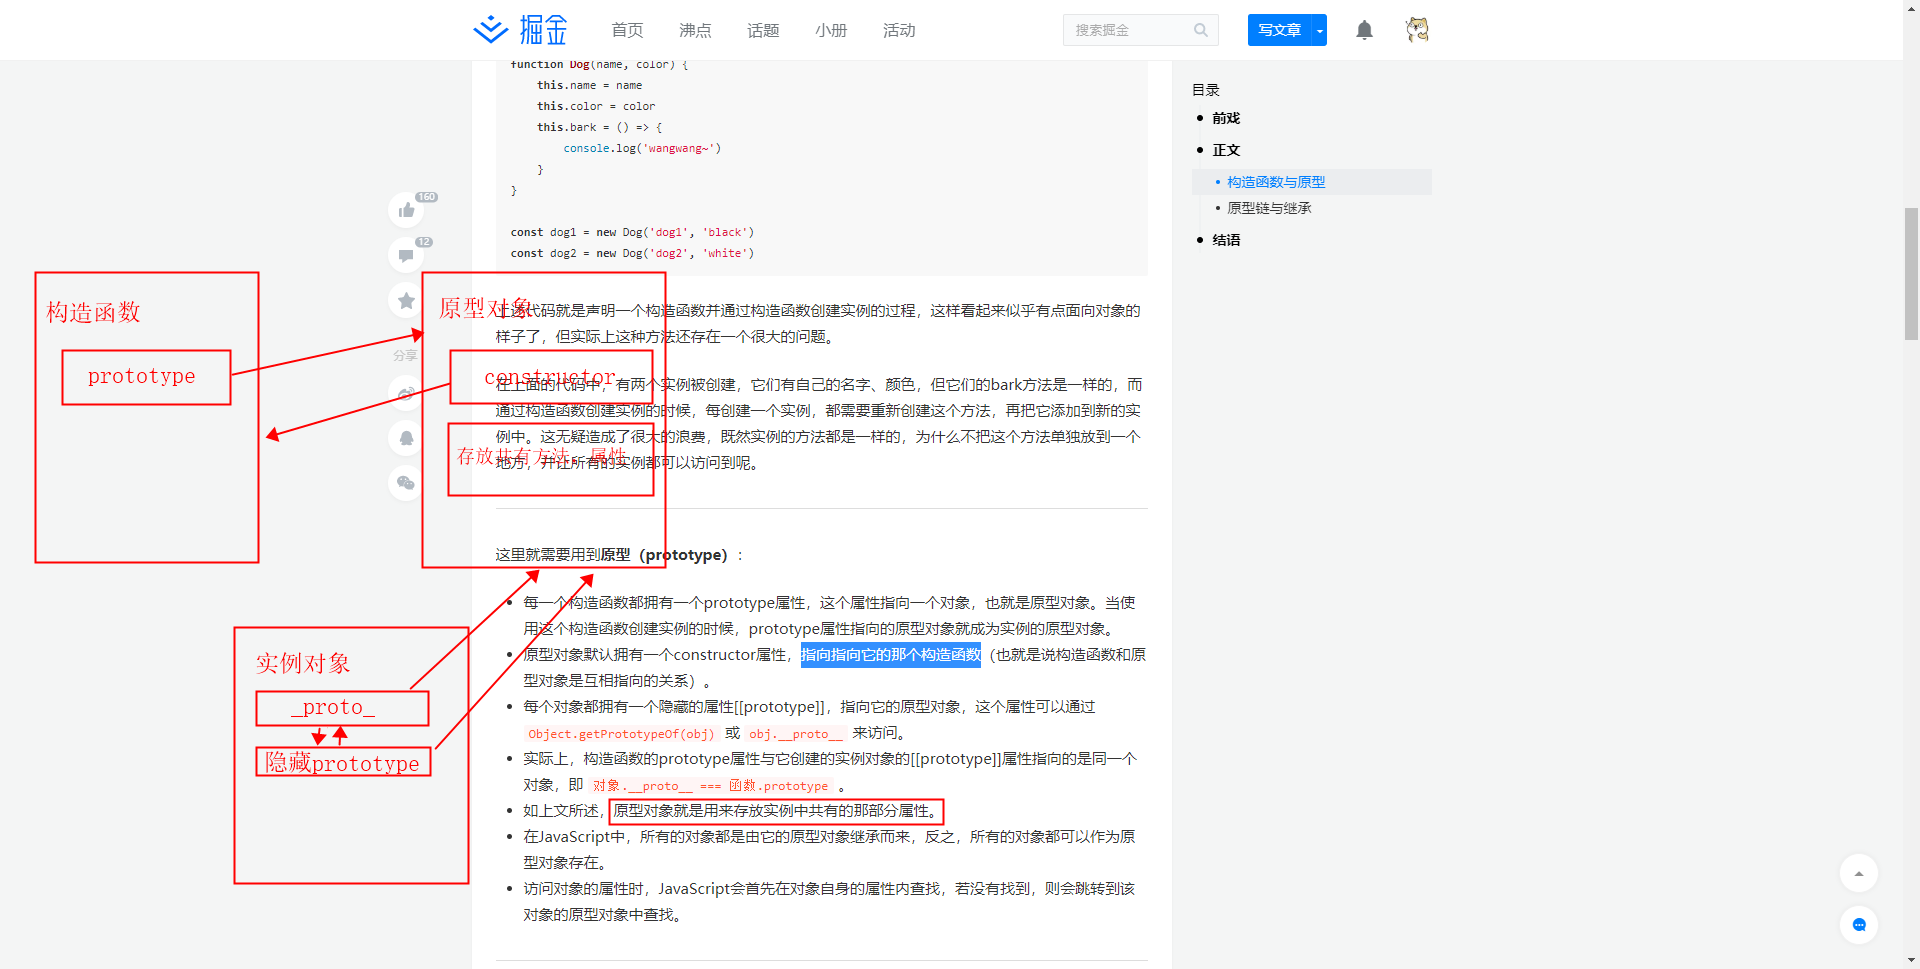 掘金
首页
沸点
话题
小册
活动
搜索掘金
写文章
function Dog(name, color) {
this.name = name
this.color = color
this.bark = () => {
console.log('wangwang~')
}
}
const dog1 = new Dog('dog1', 'black')
const dog2 = new Dog('dog2', 'white')
160
12
分享
目录
前戏
正文
构造函数与原型
原型链与继承
结语
构造函数
prototype
原型对象
constructor
存放共有方法、属性
上述代码就是声明一个构造函数并通过构造函数创建实例的过程，这样看起来似乎有点面向对象的
样子了，但实际上这种方法还存在一个很大的问题。
在上面的代码中，有两个实例被创建，它们有自己的名字、颜色，但它们的bark方法是一样的，而
通过构造函数创建实例的时候，每创建一个实例，都需要重新创建这个方法，再把它添加到新的实
例中。这无疑造成了很大的浪费，既然实例的方法都是一样的，为什么不把这个方法单独放到一个
地方，并让所有的实例都可以访问到呢。
这里就需要用到原型（prototype）：
每一个构造函数都拥有一个prototype属性，这个属性指向一个对象，也就是原型对象。当使
用这个构造函数创建实例的时候，prototype属性指向的原型对象就成为实例的原型对象。
原型对象默认拥有一个constructor属性，指向指向它的那个构造函数（也就是说构造函数和原
型对象是互相指向的关系）。
每个对象都拥有一个隐藏的属性[[prototype]]，指向它的原型对象，这个属性可以通过
Object.getPrototypeOf(obj) 或 obj.__proto__ 来访问。
实际上，构造函数的prototype属性与它创建的实例对象的[[prototype]]属性指向的是同一个
对象，即 对象.__proto__ === 函数.prototype 。
如上文所述，原型对象就是用来存放实例中共有的那部分属性。
在JavaScript中，所有的对象都是由它的原型对象继承而来，反之，所有的对象都可以作为原
型对象存在。
访问对象的属性时，JavaScript会首先在对象自身的属性内查找，若没有找到，则会跳转到该
对象的原型对象中查找。
实例对象
_proto_
隐藏prototype